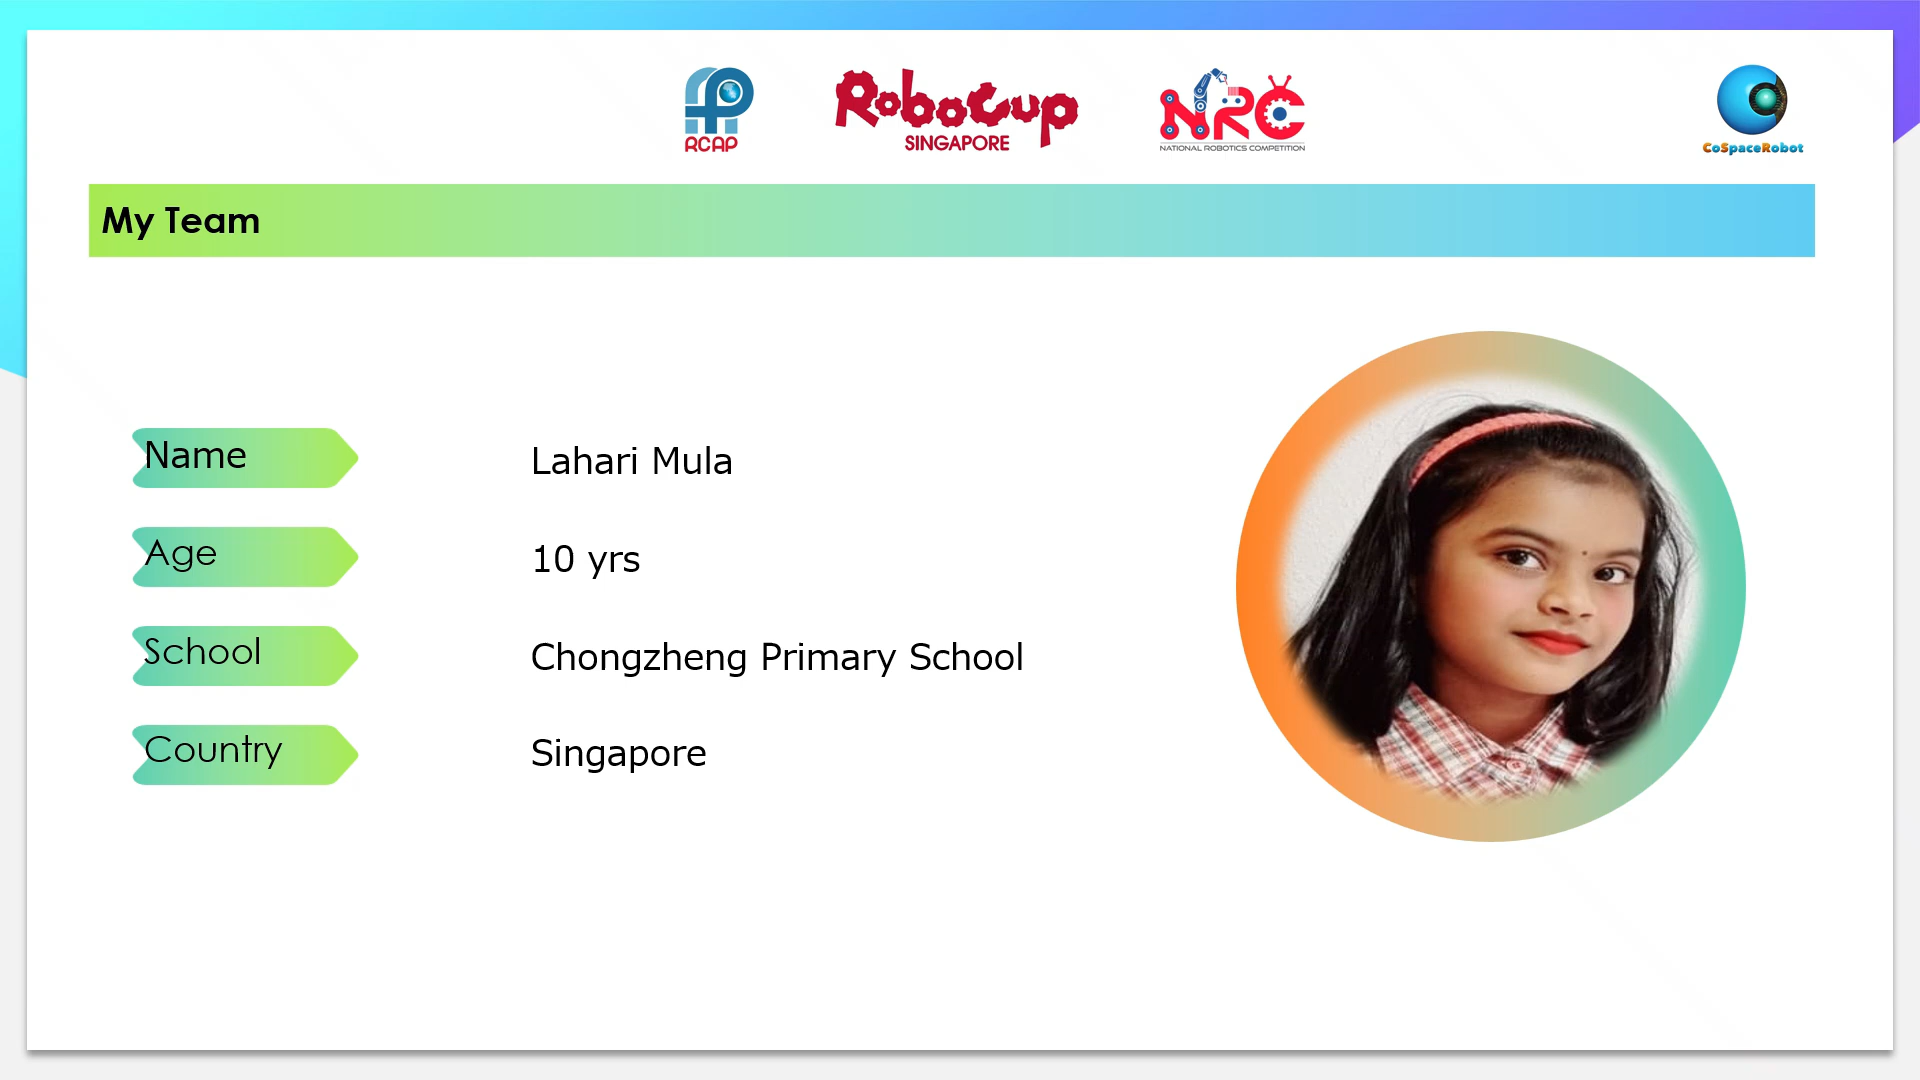 RCAP
RoboCup
SINGAPORE
NRC
NATIONAL ROBOTICS COMPETITION
CoSpaceRobot
My Team
Name Lahari Mula
Age 10 yrs
School Chongzheng Primary School
Country Singapore